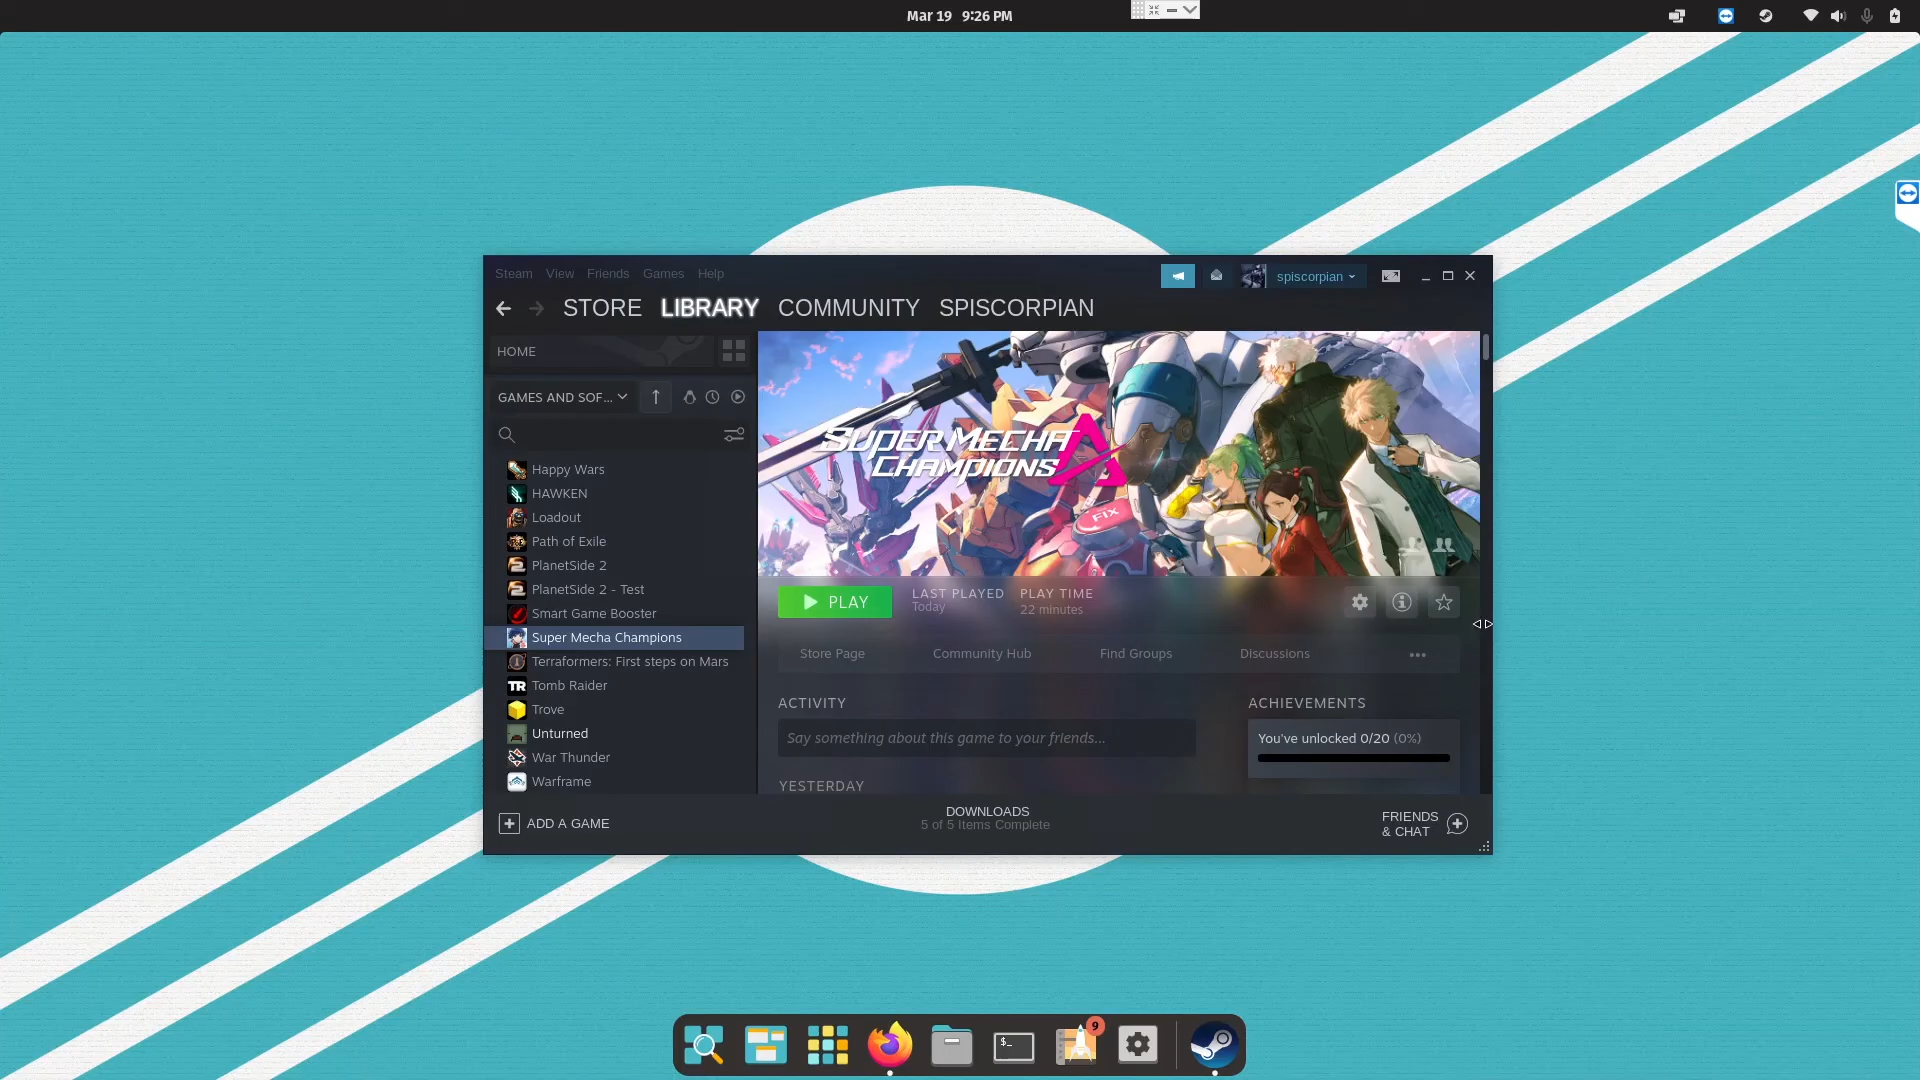 Mar 19 9:26 PM
Steam View Friends Games Help
spiscorpian
STORE LIBRARY COMMUNITY SPISCORPIAN
HOME
GAMES AND SOF...
Happy Wars
HAWKEN
Loadout
Path of Exile
PlanetSide 2
PlanetSide 2 - Test
Smart Game Booster
Super Mecha Champions
Terraformers: First steps on Mars
Tomb Raider
Trove
Unturned
War Thunder
Warframe
SUPER MECHA
CHAMPIONS
FIX
PLAY
LAST PLAYED
Today
PLAY TIME
22 minutes
Store Page Community Hub Find Groups Discussions
ACTIVITY
Say something about this game to your friends...
YESTERDAY
ACHIEVEMENTS
You've unlocked 0/20 (0%)
ADD A GAME
DOWNLOADS
5 of 5 Items Complete
FRIENDS
& CHAT
TR
$_
9